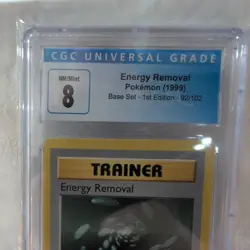 CGC UNIVERSAL GRADE
NM/Mint
8
Energy Removal
Pokémon (1999)
Base Set - 1st Edition - 92/102
TRAINER
Energy Removal